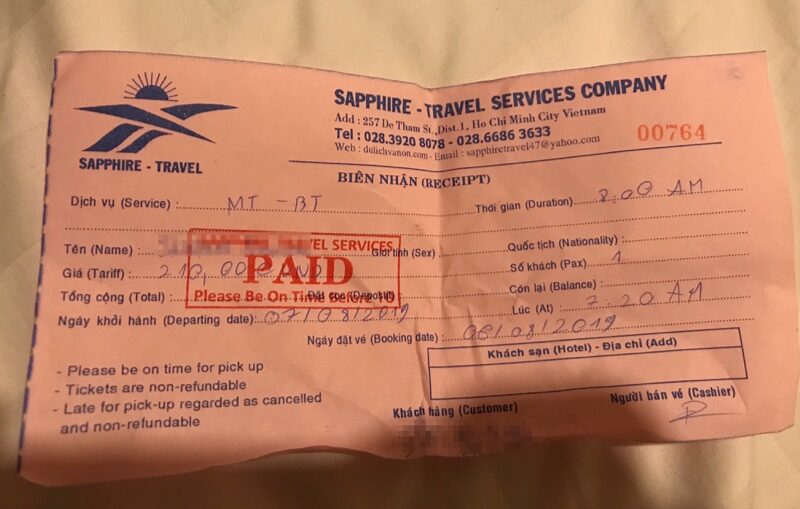 SAPPHIRE - TRAVEL
SAPPHIRE - TRAVEL SERVICES COMPANY
Add : 257 De Tham St.,Dist.1, Ho Chi Minh City Vietnam
Tel : 028.3920 8078 - 028.6686 3633
Web : dulichvanon.com - Email : sapphiretravel47@yahoo.com
00764
BIÊN NHẬN (RECEIPT)
Dịch vụ (Service) : MT - BT
Thời gian (Duration) 8:00 AM
Tên (Name) :
Giới tính (Sex)
Quốc tịch (Nationality) :
Giá (Tariff) : 210,000 VND
Số khách (Pax) 1
Tổng cộng (Total) :
Đặt cọc (Deposit)
Còn lại (Balance) :
VEL SERVICES
PAID
Please Be On Time Before
Ngày khởi hành (Departing date): 07/08/2019
Lúc (At) : 7:20 AM
Ngày đặt vé (Booking date) : 06/08/2019
Khách sạn (Hotel) - Địa chỉ (Add)
- Please be on time for pick up
- Tickets are non-refundable
- Late for pick-up regarded as cancelled
and non-refundable
Khách hàng (Customer)
Người bán vé (Cashier)